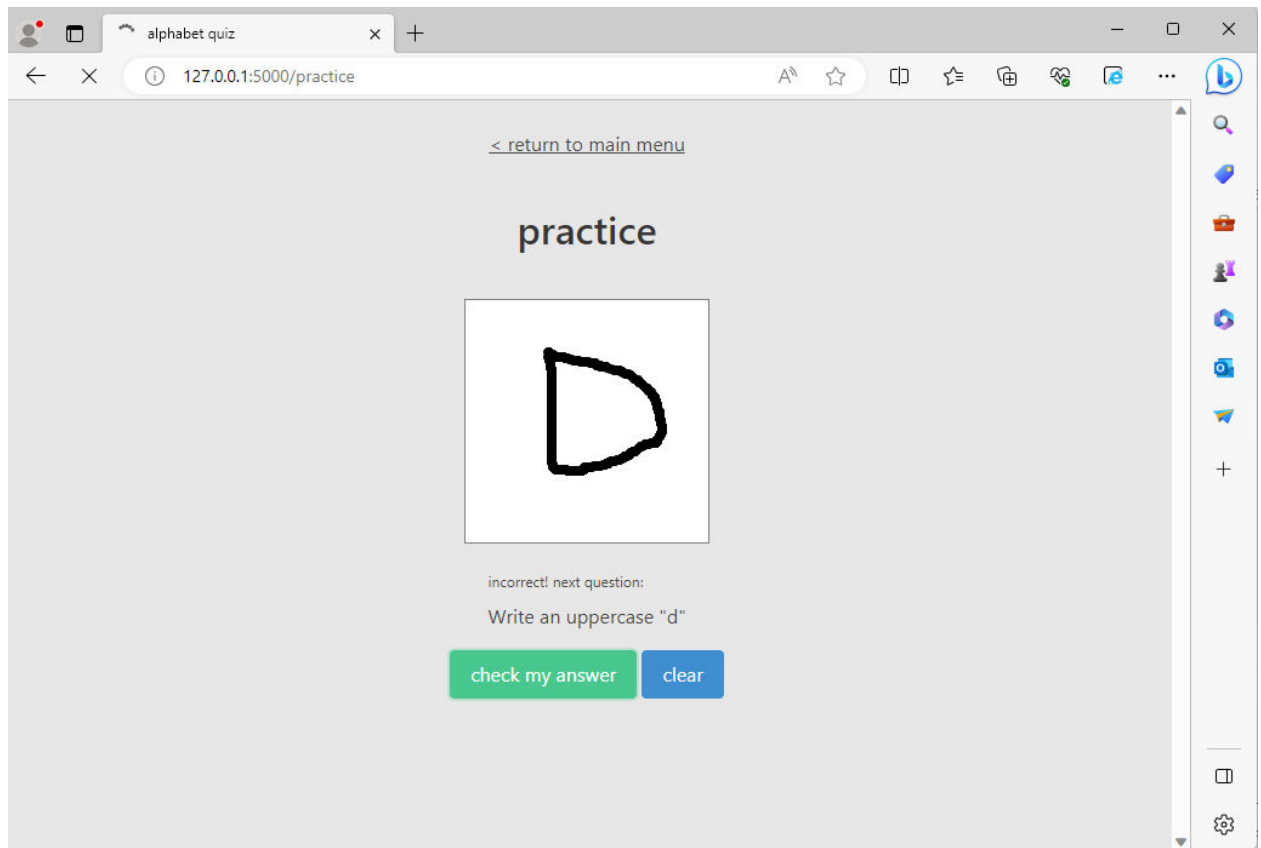 alphabet quiz
127.0.0.1:5000/practice
< return to main menu
practice
D
incorrect! next question:
Write an uppercase "d"
check my answer clear